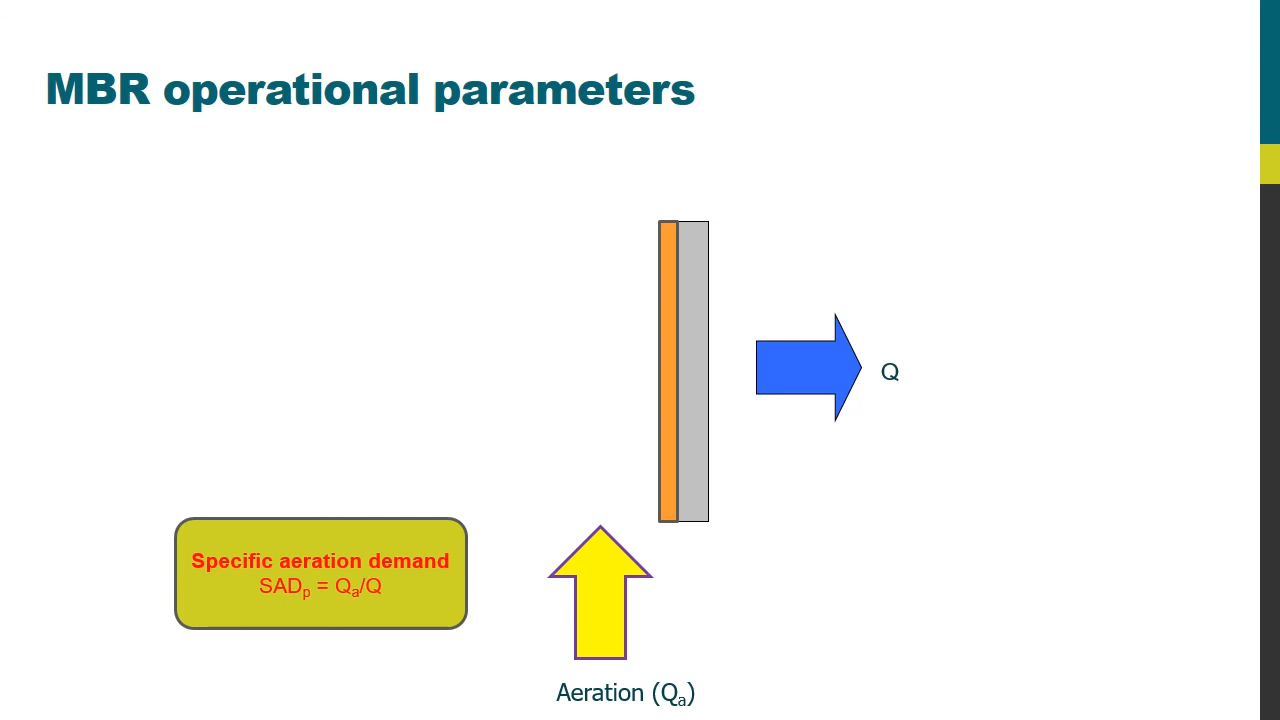 MBR operational parameters
Q
Specific aeration demand
SADp = Qa/Q
Aeration (Qa)